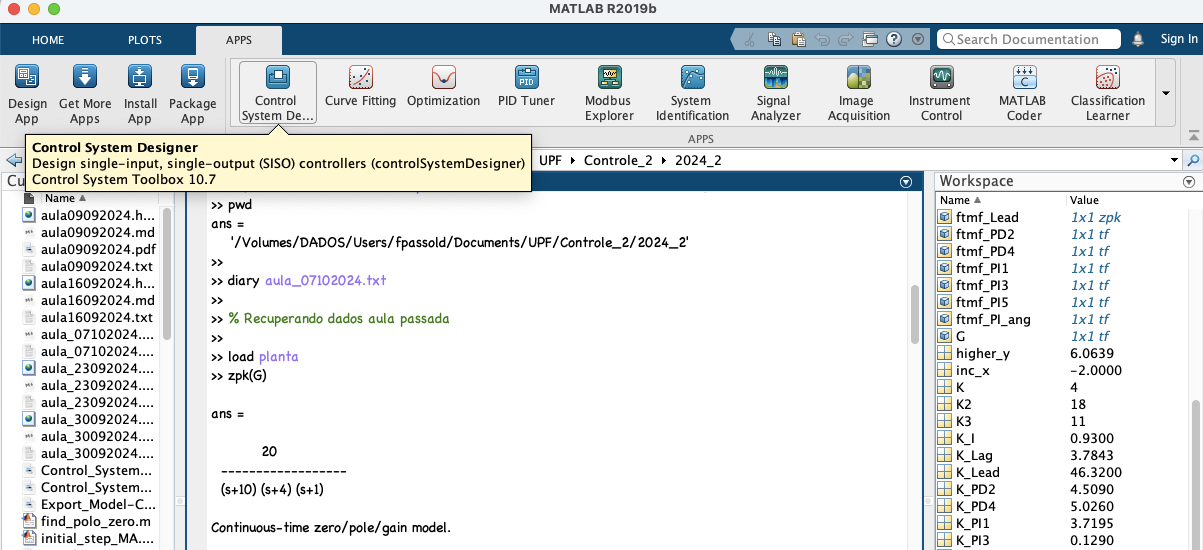 MATLAB R2019b
HOME
PLOTS
APPS
Search Documentation
Sign In
Design
App
Get More
Apps
Install
App
Package
App
Control
System De...
Curve Fitting
Optimization
PID
PID Tuner
Modbus
Explorer
System
Identification
Signal
Analyzer
Image
Acquisition
Instrument
Control
C
MATLAB
Coder
Classification
Learner
APPS
Control System Designer
Design single-input, single-output (SISO) controllers (controlSystemDesigner)
Control System Toolbox 10.7
UPF
Controle_2
2024_2
Cu
Name
aula09092024.h...
aula09092024.md
aula09092024.pdf
aula09092024.txt
aula16092024.h...
aula16092024.md
aula16092024.txt
aula_07102024....
aula_07102024....
aula_23092024....
aula_23092024....
aula_23092024....
aula_30092024....
aula_30092024....
aula_30092024....
Control_System...
Control_System...
Export_Model-C...
find_polo_zero.m
initial_step_MA....
>> pwd
ans =
'/Volumes/DADOS/Users/fpassold/Documents/UPF/Controle_2/2024_2'
>>
>> diary aula_07102024.txt
>>
>> % Recuperando dados aula passada
>>
>> load planta
>> zpk(G)
ans =
20
-------------------
(s+10) (s+4) (s+1)
Continuous-time zero/pole/gain model.
Workspace
Name Value
ftmf_Lead 1x1 zpk
ftmf_PD2 1x1 tf
ftmf_PD4 1x1 tf
ftmf_PI1 1x1 tf
ftmf_PI3 1x1 tf
ftmf_PI5 1x1 tf
ftmf_PI_ang 1x1 tf
G 1x1 tf
higher_y 6.0639
inc_x -2.0000
K 4
K2 18
K3 11
K_I 0.9300
K_Lag 3.7843
K_Lead 46.3200
K_PD2 4.5090
K_PD4 5.0260
K_PI1 3.7195
K_PI3 0.1290